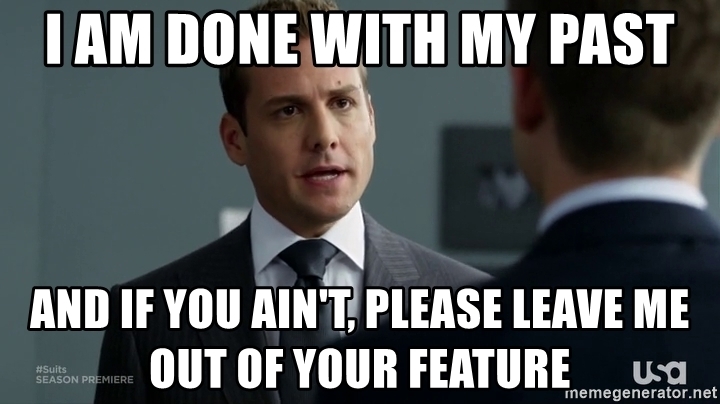 I AM DONE WITH MY PAST
AND IF YOU AIN'T, PLEASE LEAVE ME
OUT OF YOUR FEATURE
#Suits
SEASON PREMIERE
usa
memegenerator.net